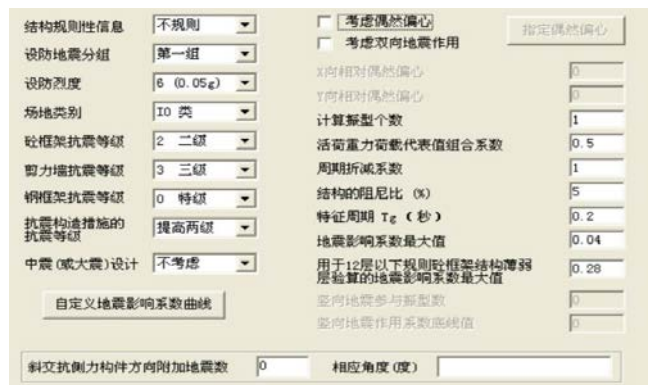 结构规则性信息 不规则
设防地震分组 第一组
设防烈度 6 (0.05g)
场地类别 I0 类
砼框架抗震等级 2 二级
剪力墙抗震等级 3 三级
钢框架抗震等级 0 特级
抗震构造措施的
抗震等级 提高两级
中震(或大震)设计 不考虑
自定义地震影响系数曲线
考虑偶然偏心
考虑双向地震作用
指定偶然偏心
X向相对偶然偏心 0
Y向相对偶然偏心 0
计算振型个数 1
活荷重力荷载代表值组合系数 0.5
周期折减系数 1
结构的阻尼比 (%) 5
特征周期 Tg (秒) 0.2
地震影响系数最大值 0.04
用于12层以下规则砼框架结构薄弱
层验算的地震影响系数最大值 0.28
竖向地震参与振型数 0
竖向地震作用系数底线值 0
斜交抗侧力构件方向附加地震数 0 相应角度(度)